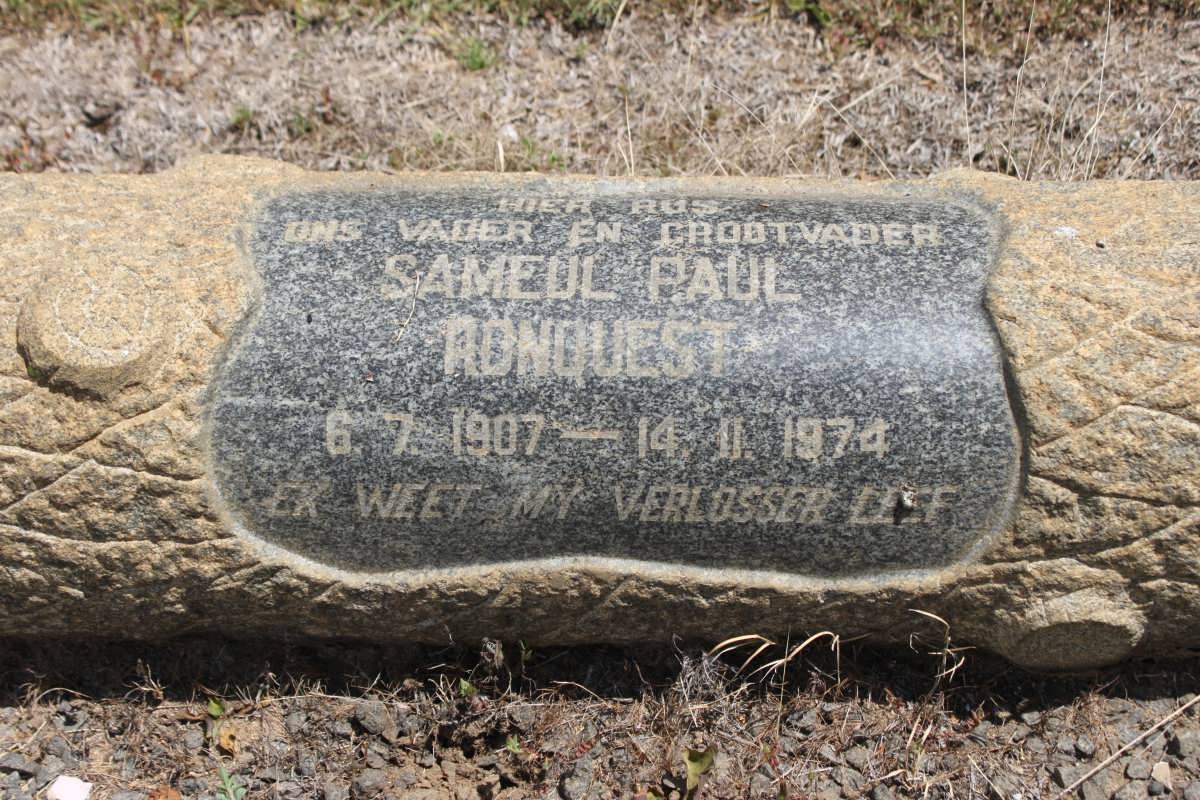 HIER RUS
ONS VADER EN GROOTVADER
SAMEUL PAUL
RONQUEST
6. 7. 1907 — 14. 11. 1974
EK WEET MY VERLOSSER LEEF